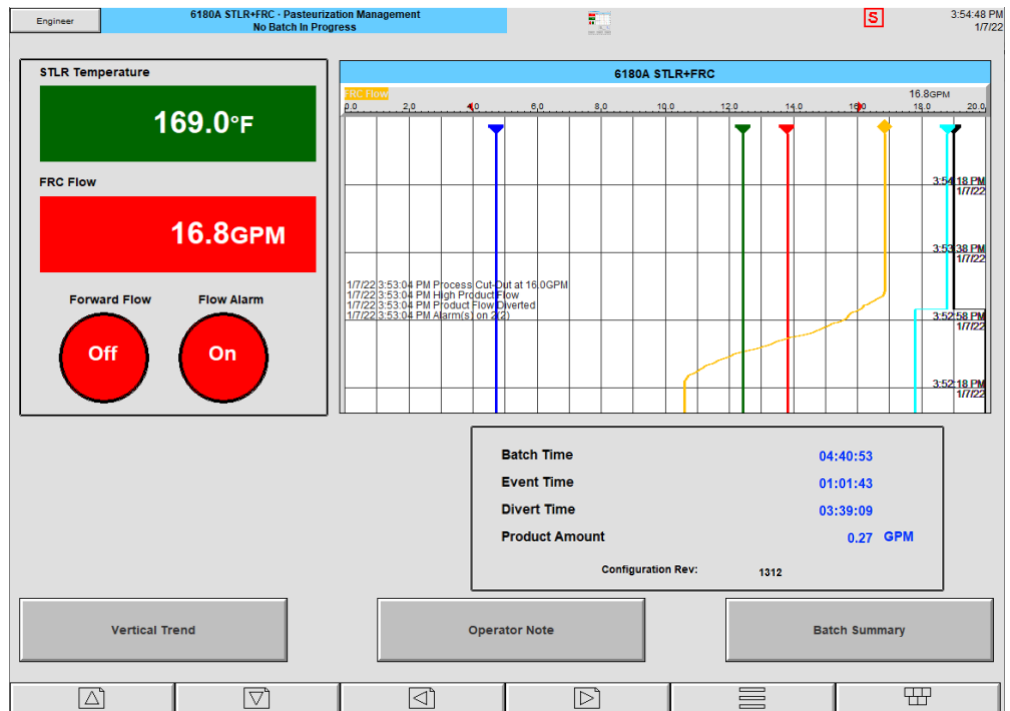 Engineer
6180A STLR+FRC - Pasteurization Management
No Batch In Progress
S
3:54:48 PM
1/7/22
STLR Temperature
169.0°F
FRC Flow
16.8GPM
Forward Flow
Flow Alarm
Off
On
6180A STLR+FRC
FRC Flow
16.8GPM
0.0 2.0 4.0 6.0 8.0 10.0 12.0 14.0 16.0 18.0 20.0
3:54:18 PM
1/7/22
3:53:38 PM
1/7/22
1/7/22 3:53:04 PM Process Cut-Out at 16.0GPM
1/7/22 3:53:04 PM High Product Flow
1/7/22 3:53:04 PM Product Flow Diverted
1/7/22 3:53:04 PM Alarm(s) on 2(2)
3:52:58 PM
1/7/22
3:52:18 PM
1/7/22
Batch Time 04:40:53
Event Time 01:01:43
Divert Time 03:39:09
Product Amount 0.27 GPM
Configuration Rev: 1312
Vertical Trend
Operator Note
Batch Summary